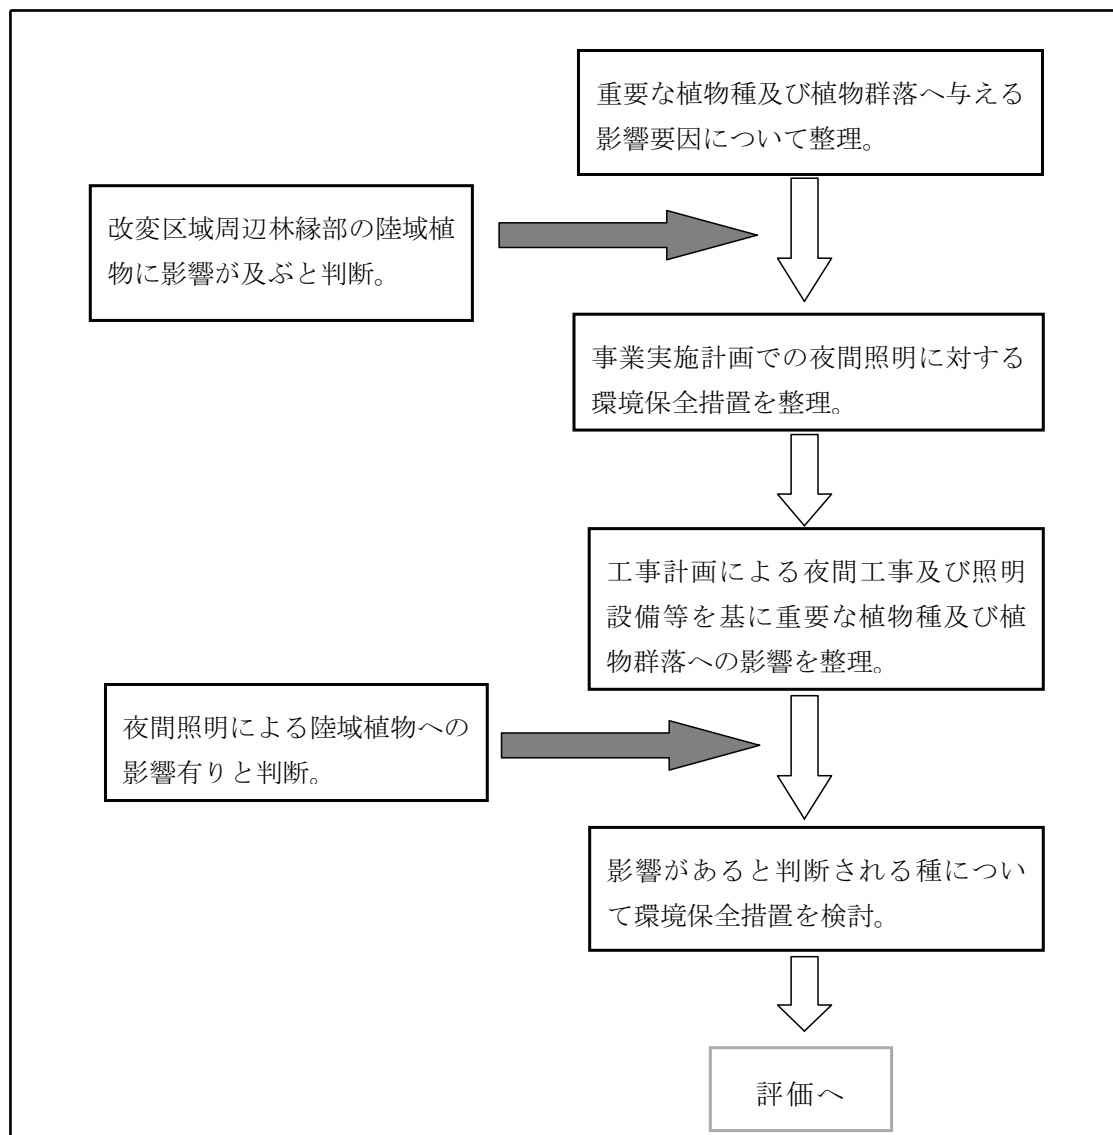 重要な植物種及び植物群落へ与える
影響要因について整理。
改変区域周辺林縁部の陸域植
物に影響が及ぶと判断。
事業実施計画での夜間照明に対する
環境保全措置を整理。
工事計画による夜間工事及び照明
設備等を基に重要な植物種及び植
物群落への影響を整理。
夜間照明による陸域植物への
影響有りと判断。
影響があると判断される種につい
て環境保全措置を検討。
評価へ